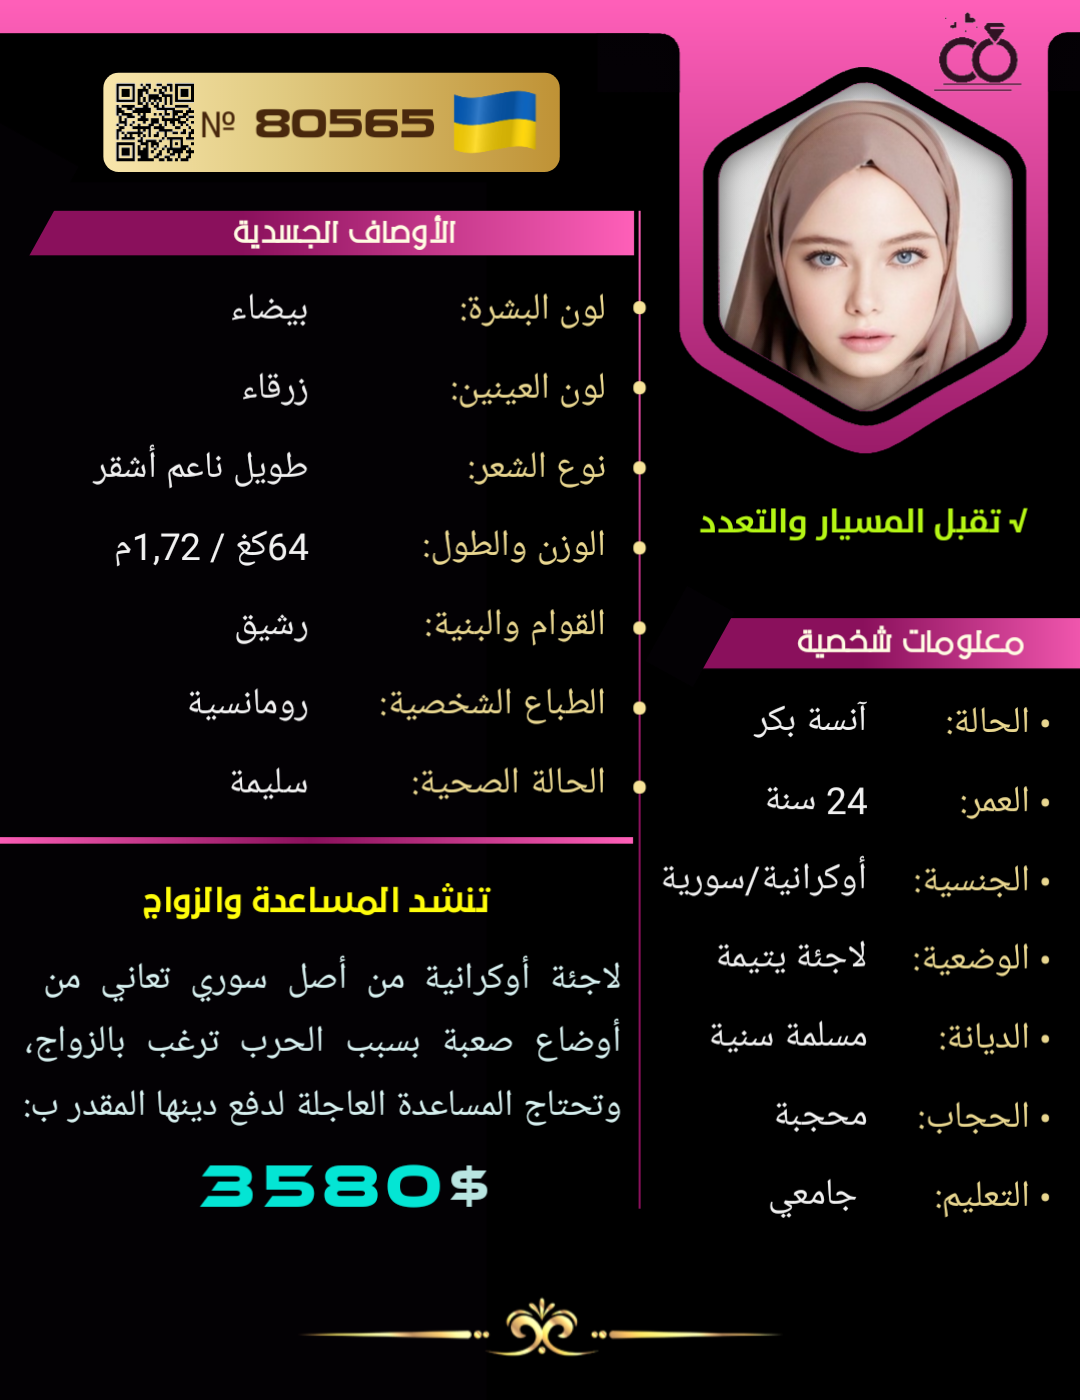 № 80565
√ تقبل المسيار والتعدد
معلومات شخصية
• الحالة: آنسة بكر
• العمر: 24 سنة
• الجنسية: أوكرانية/سورية
• الوضعية: لاجئة يتيمة
• الديانة: مسلمة سنية
• الحجاب: محجبة
• التعليم: جامعي
الأوصاف الجسدية
لون البشرة: بيضاء
لون العينين: زرقاء
نوع الشعر: طويل ناعم أشقر
الوزن والطول: 64كغ / 1,72م
القوام والبنية: رشيق
الطباع الشخصية: رومانسية
الحالة الصحية: سليمة
تنشد المساعدة والزواج
لاجئة أوكرانية من أصل سوري تعاني من
أوضاع صعبة بسبب الحرب ترغب بالزواج،
وتحتاج المساعدة العاجلة لدفع دينها المقدر ب:
3580$